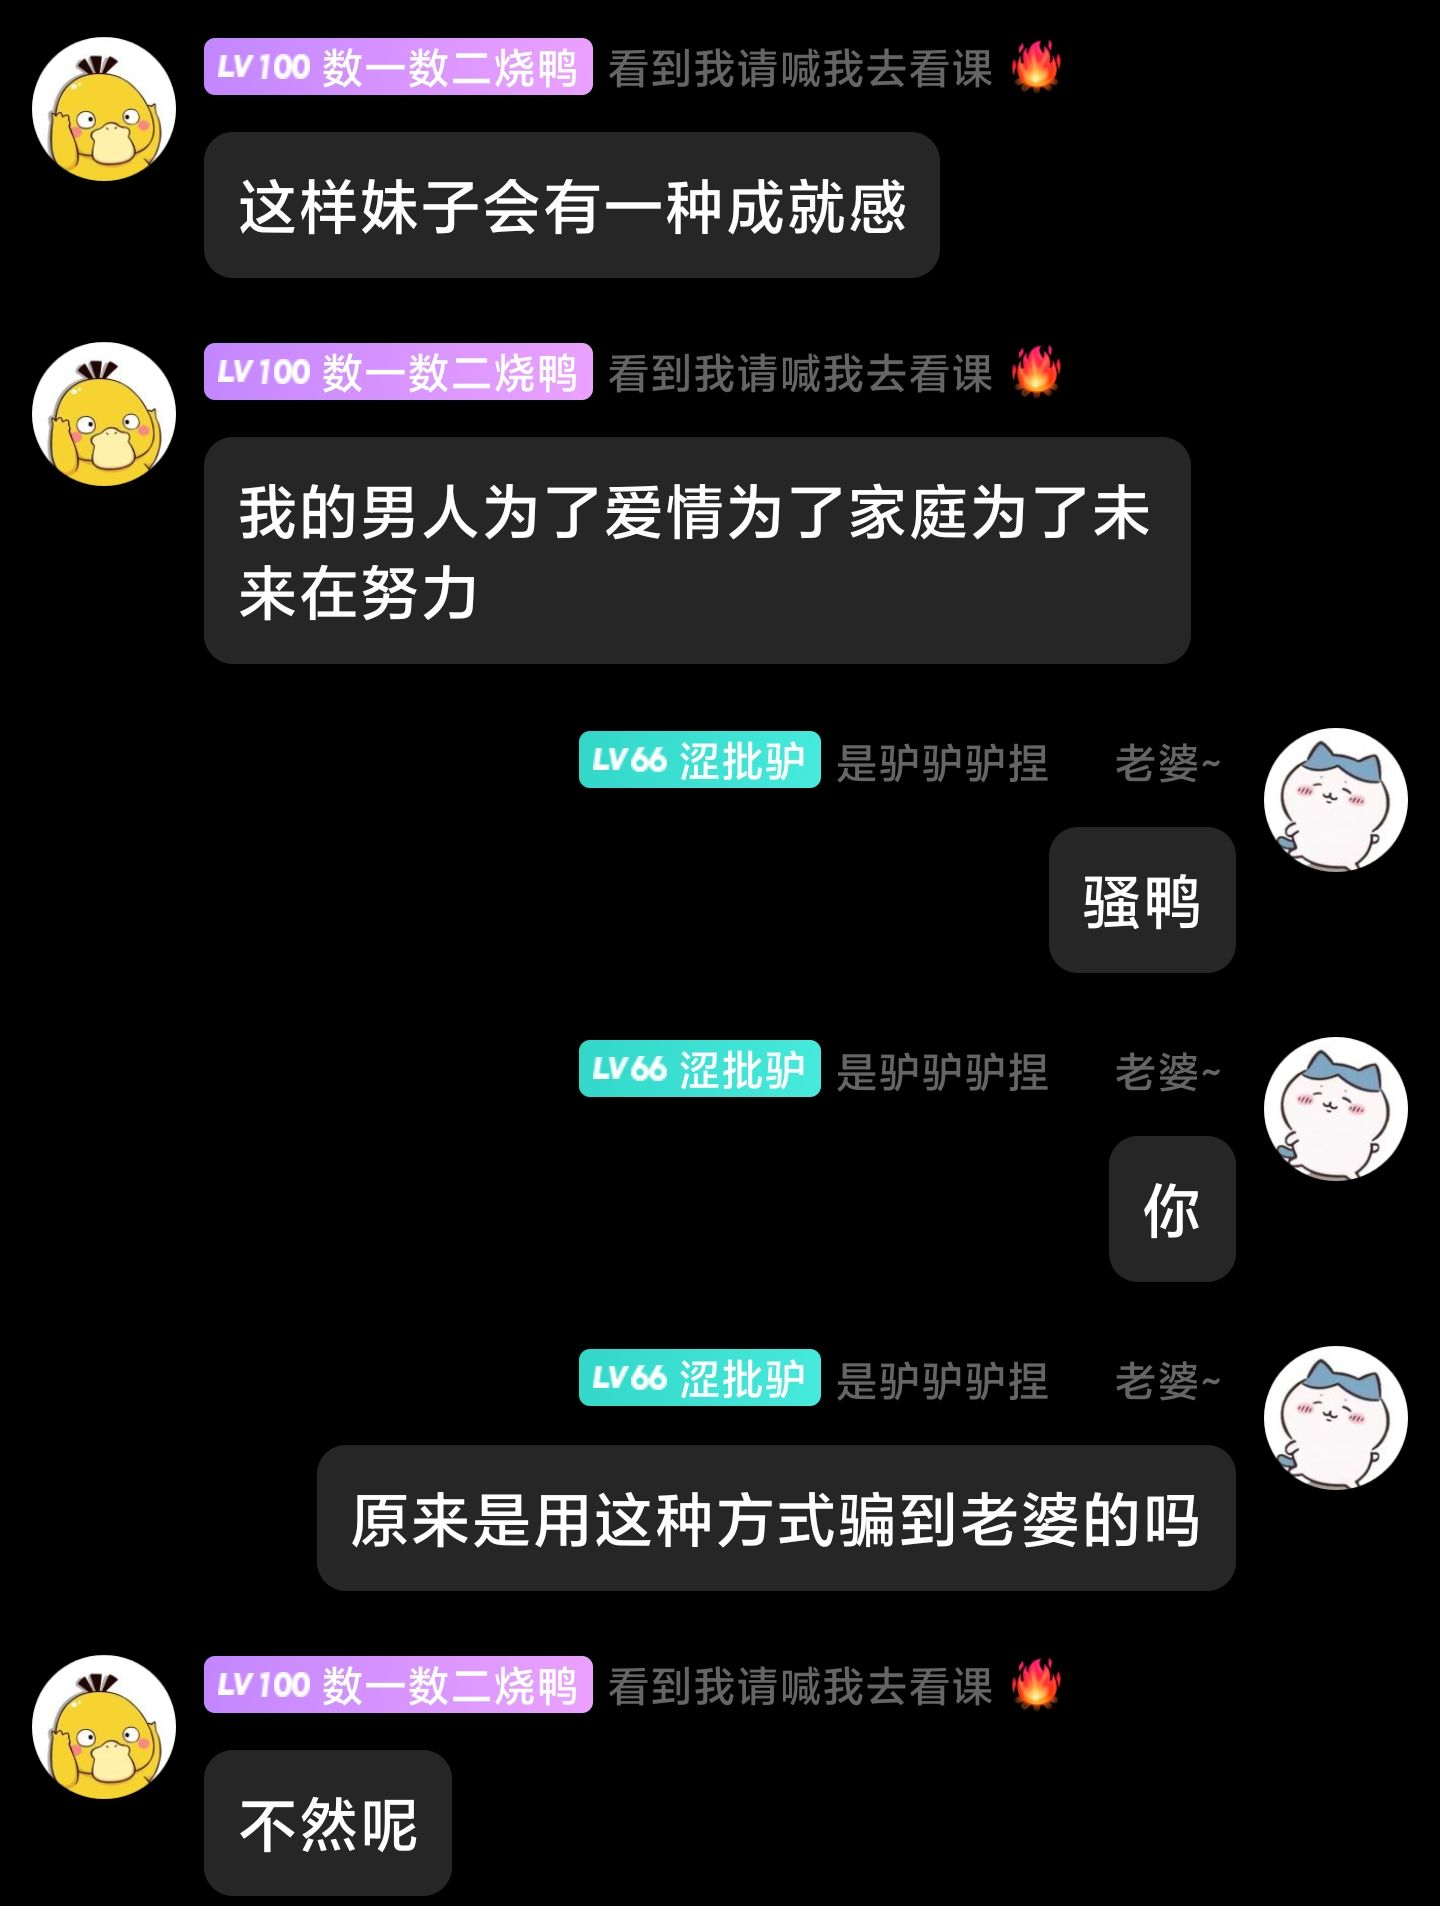 LV100 数一数二烧鸭 看到我请喊我去看课 🔥
这样妹子会有一种成就感
LV100 数一数二烧鸭 看到我请喊我去看课 🔥
我的男人为了爱情为了家庭为了未
来在努力
LV66 涩批驴 是驴驴驴捏 老婆~
骚鸭
LV66 涩批驴 是驴驴驴捏 老婆~
你
LV66 涩批驴 是驴驴驴捏 老婆~
原来是用这种方式骗到老婆的吗
LV100 数一数二烧鸭 看到我请喊我去看课 🔥
不然呢